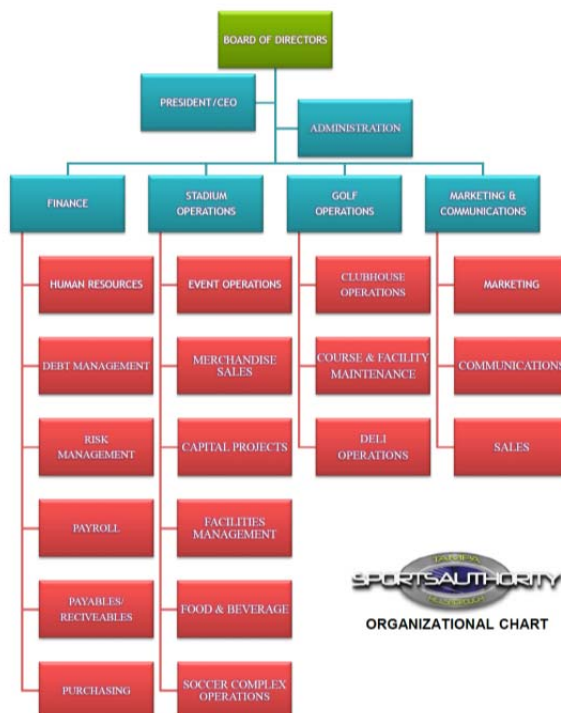 BOARD OF DIRECTORS
PRESIDENT/CEO
ADMINISTRATION
FINANCE
STADIUM
OPERATIONS
GOLF
OPERATIONS
MARKETING &
COMMUNICATIONS
HUMAN RESOURCES
EVENT OPERATIONS
CLUBHOUSE
OPERATIONS
MARKETING
DEBT MANAGEMENT
MERCHANDISE
SALES
COURSE & FACILITY
MAINTENANCE
COMMUNICATIONS
RISK
MANAGEMENT
CAPITAL PROJECTS
DELI
OPERATIONS
SALES
PAYROLL
FACILITIES
MANAGEMENT
PAYABLES/
RECIVEABLES
FOOD & BEVERAGE
PURCHASING
SOCCER COMPLEX
OPERATIONS
TAMPA
SPORTSAUTHORITY
ORGANIZATIONAL CHART